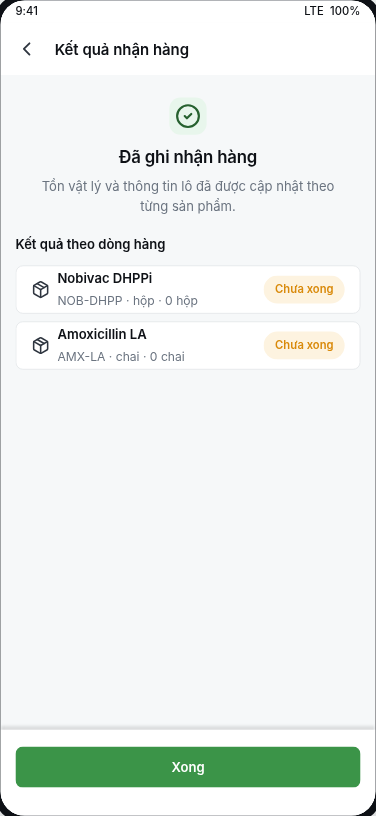 9:41
LTE 100%
Kết quả nhận hàng
Đã ghi nhận hàng
Tồn vật lý và thông tin lô đã được cập nhật theo
từng sản phẩm.
Kết quả theo dòng hàng
Nobivac DHPPi
NOB-DHPP · hộp · 0 hộp
Chưa xong
Amoxicillin LA
AMX-LA · chai · 0 chai
Chưa xong
Xong